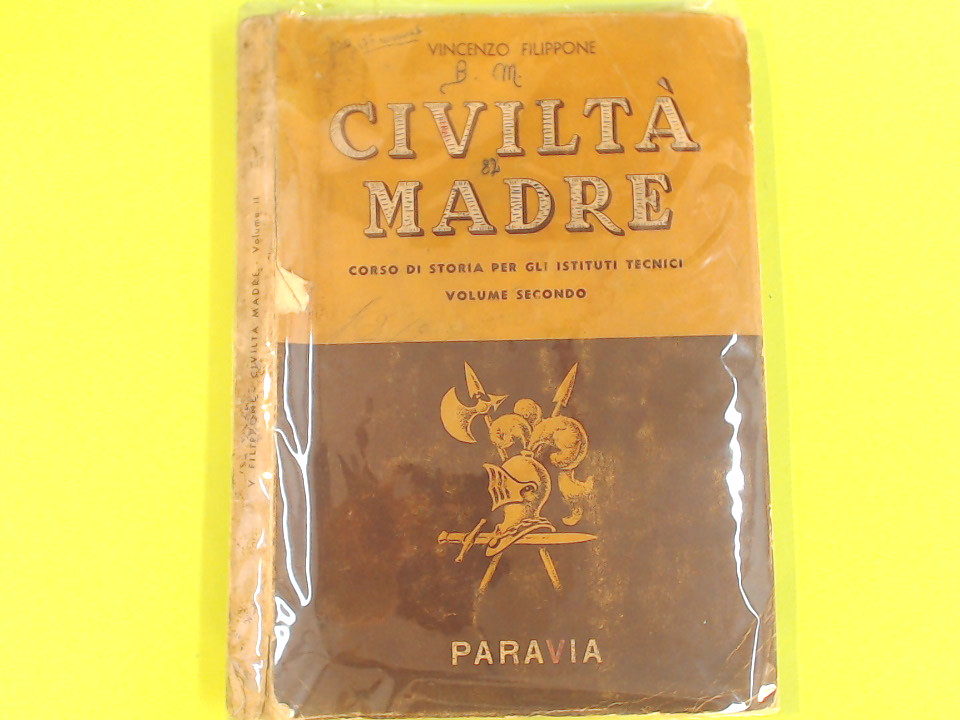 VINCENZO FILIPPONE
B. M.
CIVILTÀ
82
MADRE
CORSO DI STORIA PER GLI ISTITUTI TECNICI
VOLUME SECONDO
PARAVIA
V. FILIPPONE - CIVILTÀ MADRE - Volume II